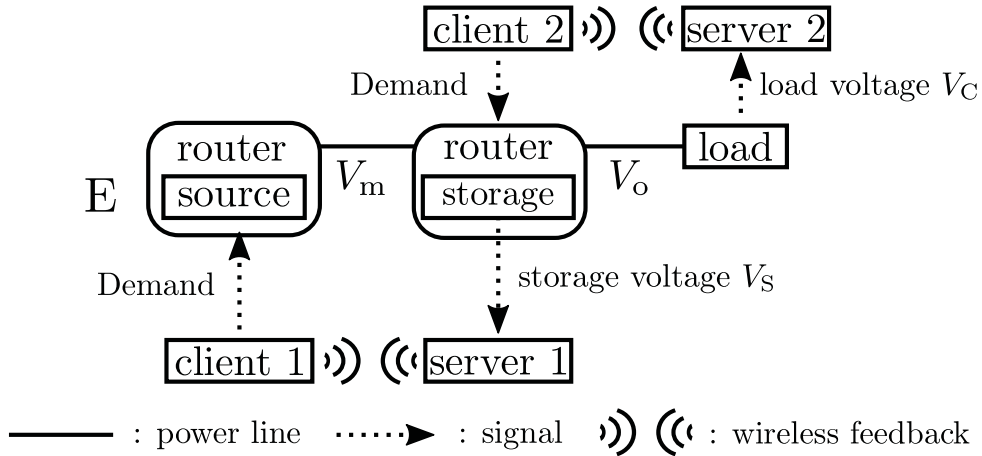 client 2 server 2
Demand load voltage V_C
router router load
E source V_m storage V_o
Demand storage voltage V_S
client 1 server 1
: power line : signal : wireless feedback